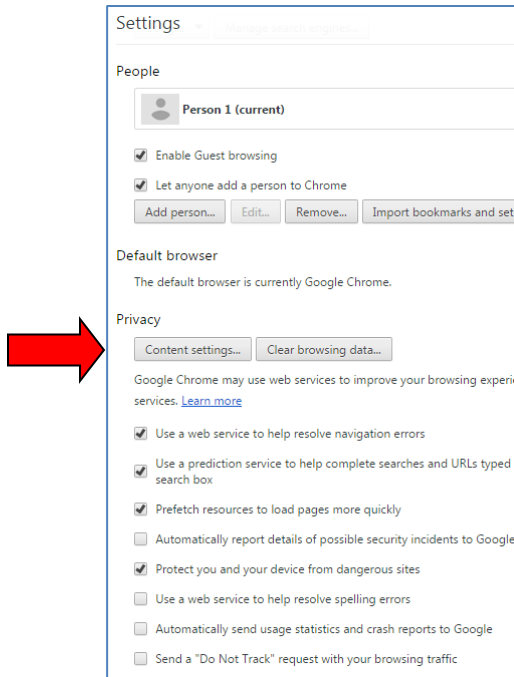 Settings
Manage search engines...
People
Person 1 (current)
Enable Guest browsing
Let anyone add a person to Chrome
Add person... Edit... Remove... Import bookmarks and set
Default browser
The default browser is currently Google Chrome.
Privacy
Content settings... Clear browsing data...
Google Chrome may use web services to improve your browsing experi
services. Learn more
Use a web service to help resolve navigation errors
Use a prediction service to help complete searches and URLs typed
search box
Prefetch resources to load pages more quickly
Automatically report details of possible security incidents to Google
Protect you and your device from dangerous sites
Use a web service to help resolve spelling errors
Automatically send usage statistics and crash reports to Google
Send a "Do Not Track" request with your browsing traffic